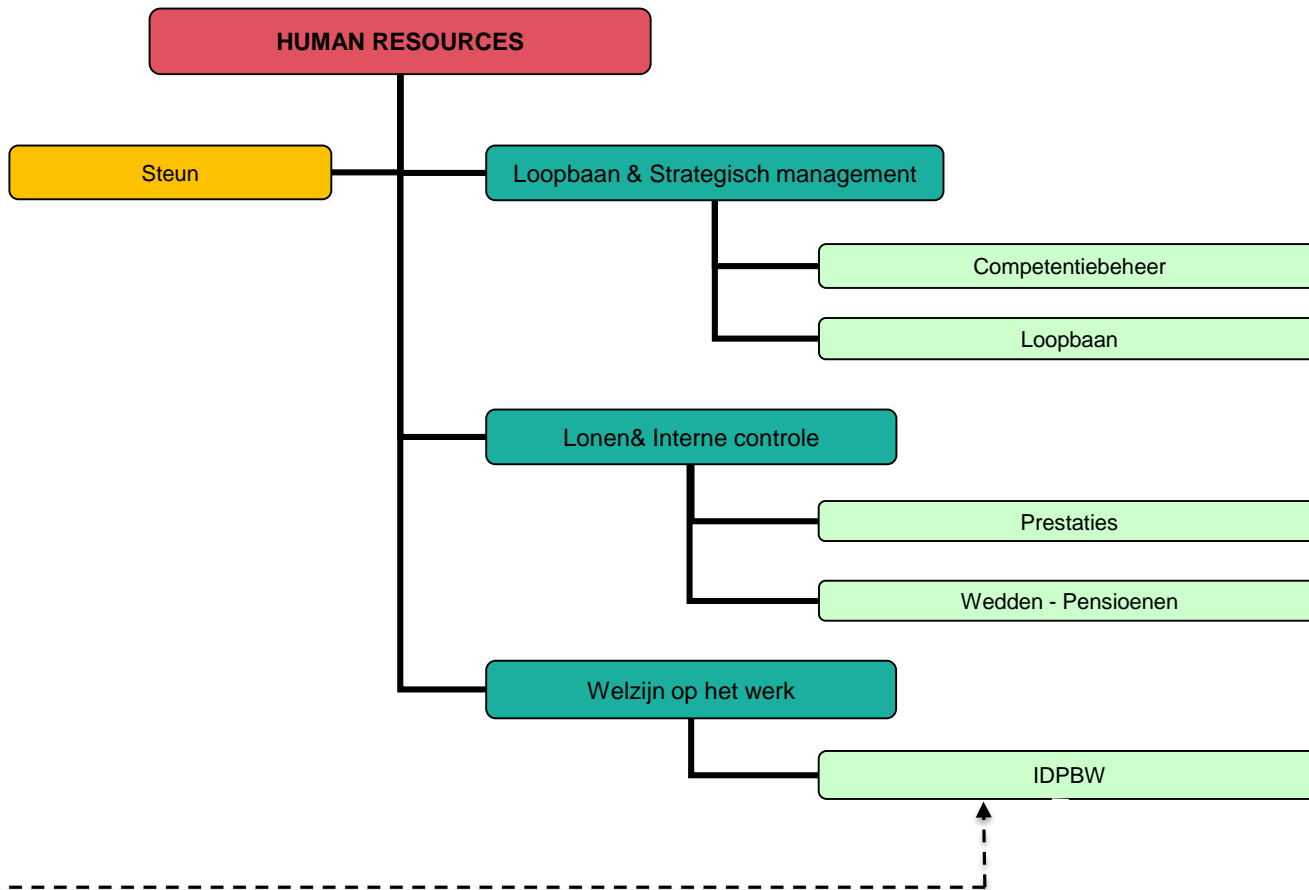 HUMAN RESOURCES
Steun
Loopbaan & Strategisch management
Competentiebeheer
Loopbaan
Lonen& Interne controle
Prestaties
Wedden - Pensioenen
Welzijn op het werk
IDPBW